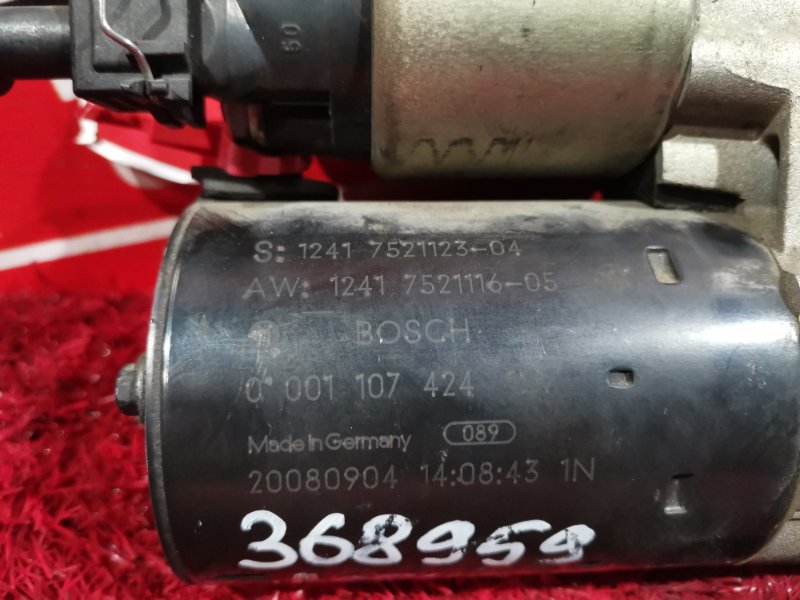 50
S: 1241 7521123-04
AW: 1241 7521116-05
BOSCH
0 001 107 424
Made in Germany 089
20080904 14:08:43 1N
368959